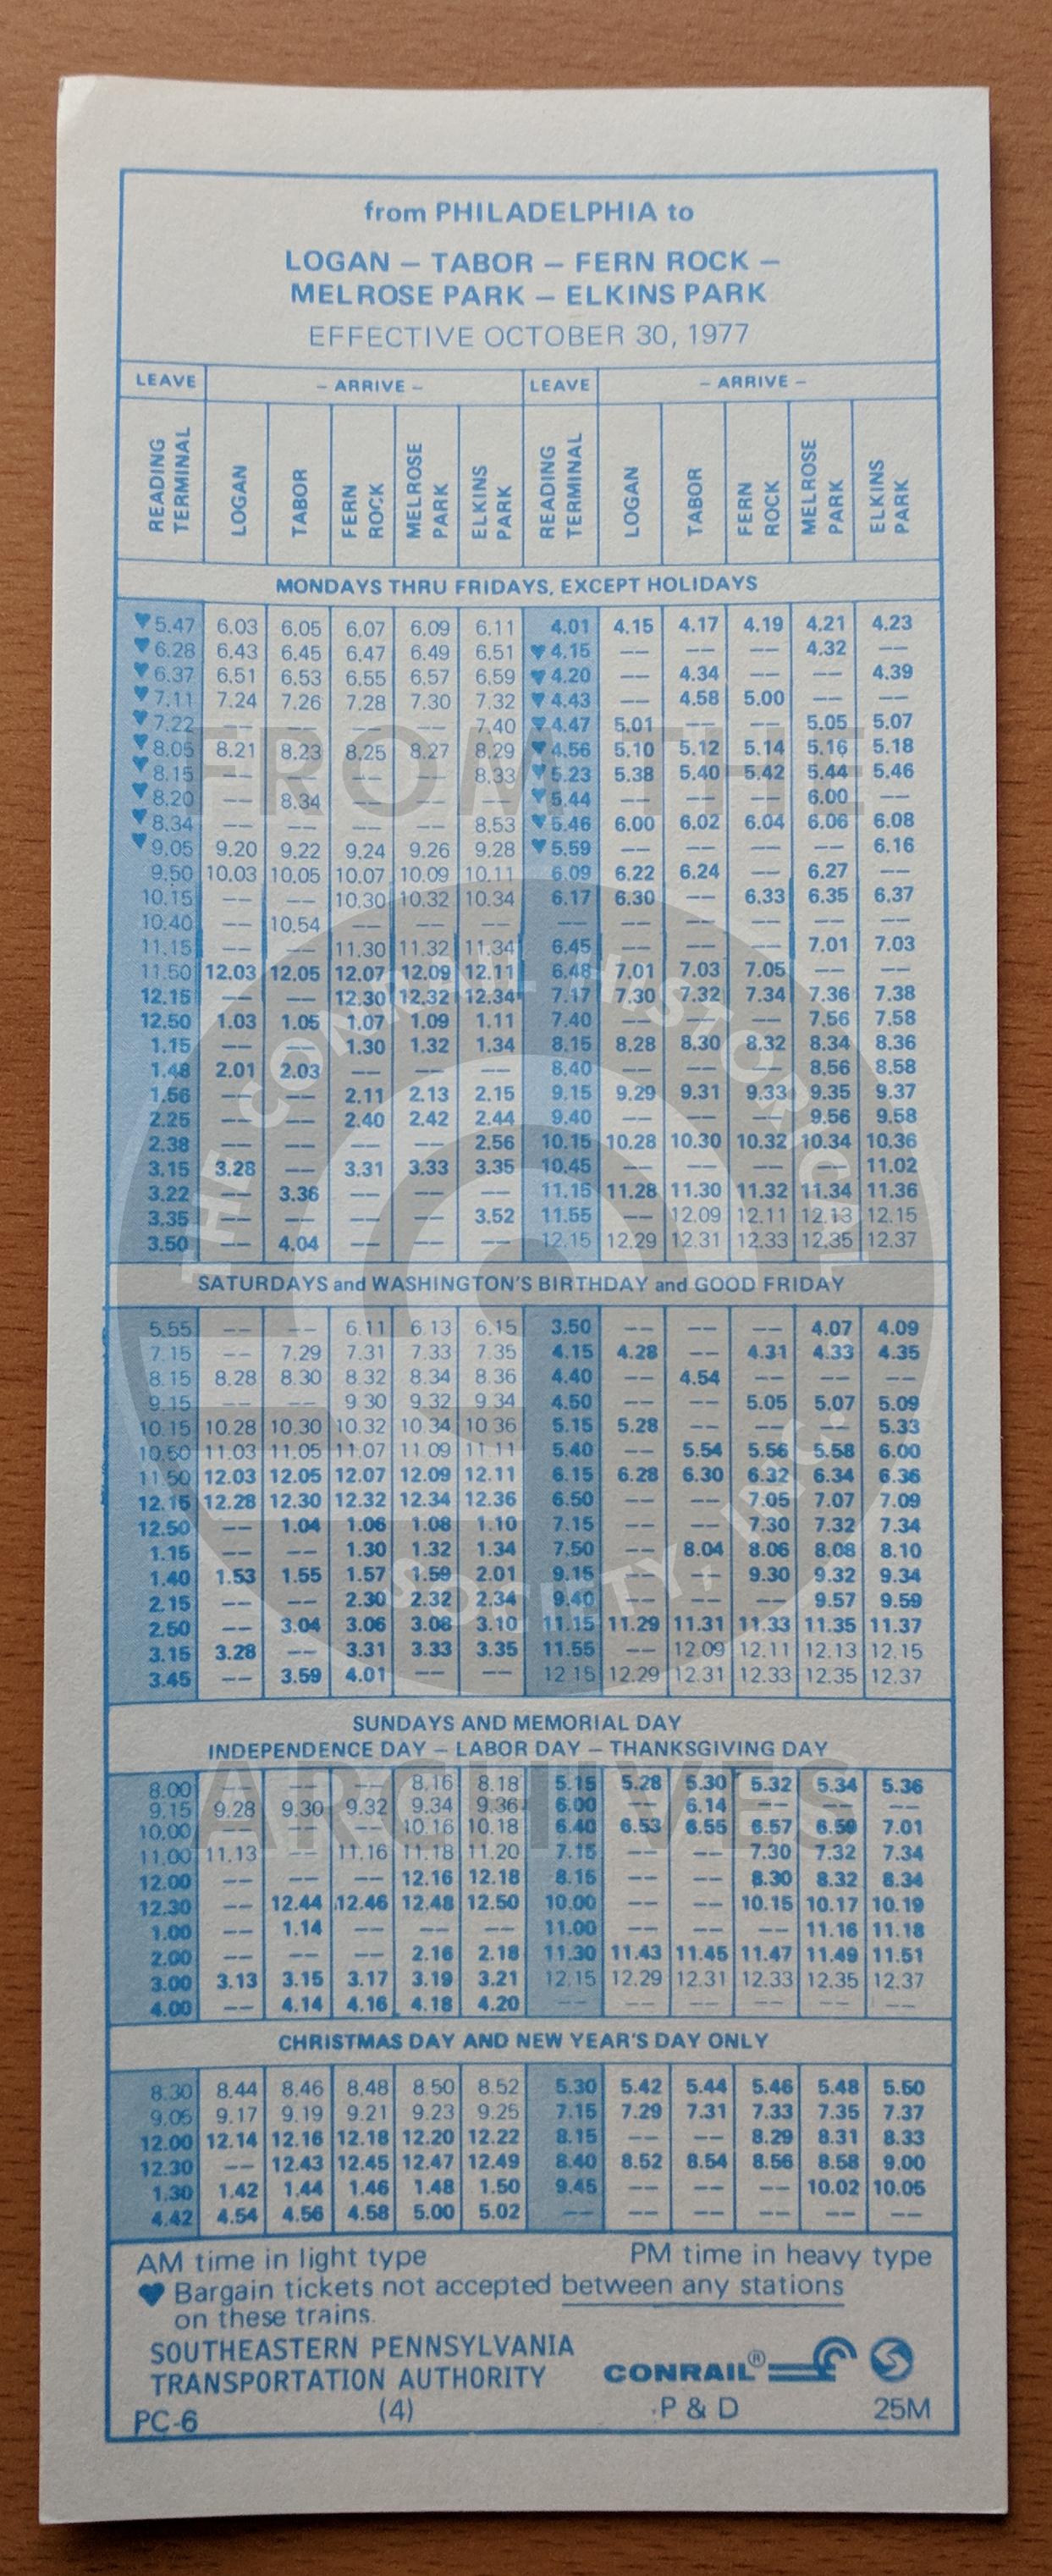 from PHILADELPHIA to
LOGAN – TABOR – FERN ROCK –
MELROSE PARK – ELKINS PARK
EFFECTIVE OCTOBER 30, 1977
LEAVE – ARRIVE – LEAVE – ARRIVE –
READING TERMINAL LOGAN TABOR FERN ROCK MELROSE PARK ELKINS PARK READING TERMINAL LOGAN TABOR FERN ROCK MELROSE PARK ELKINS PARK
MONDAYS THRU FRIDAYS, EXCEPT HOLIDAYS
♥ 5.47 6.03 6.05 6.07 6.09 6.11 4.01 4.15 4.17 4.19 4.21 4.23
♥ 6.28 6.43 6.45 6.47 6.49 6.51 ♥ 4.15 –– –– –– 4.32 ––
♥ 6.37 6.51 6.53 6.55 6.57 6.59 ♥ 4.20 –– 4.34 –– –– 4.39
♥ 7.11 7.24 7.26 7.28 7.30 7.32 ♥ 4.43 –– 4.58 5.00 –– ––
♥ 7.22 –– –– –– –– 7.40 ♥ 4.47 5.01 –– –– 5.05 5.07
♥ 8.05 8.21 8.23 8.25 8.27 8.29 ♥ 4.56 5.10 5.12 5.14 5.16 5.18
♥ 8.15 –– –– –– –– 8.33 ♥ 5.23 5.38 5.40 5.42 5.44 5.46
♥ 8.20 –– 8.34 –– –– –– ♥ 5.44 –– –– –– 6.00 ––
♥ 8.34 –– –– –– –– 8.53 ♥ 5.46 6.00 6.02 6.04 6.06 6.08
♥ 9.05 9.20 9.22 9.24 9.26 9.28 ♥ 5.59 –– –– –– –– 6.16
9.50 10.03 10.05 10.07 10.09 10.11 6.09 6.22 6.24 –– 6.27 ––
10.15 –– –– 10.30 10.32 10.34 6.17 6.30 –– 6.33 6.35 6.37
10.40 –– 10.54 –– –– –– –– –– –– –– –– ––
11.15 –– –– 11.30 11.32 11.34 6.45 –– –– –– 7.01 7.03
11.50 12.03 12.05 12.07 12.09 12.11 6.48 7.01 7.03 7.05 –– ––
12.15 –– –– 12.30 12.32 12.34 7.17 7.30 7.32 7.34 7.36 7.38
12.50 1.03 1.05 1.07 1.09 1.11 7.40 –– –– –– 7.56 7.58
1.15 –– –– 1.30 1.32 1.34 8.15 8.28 8.30 8.32 8.34 8.36
1.48 2.01 2.03 –– –– –– 8.40 –– –– –– 8.56 8.58
1.56 –– –– 2.11 2.13 2.15 9.15 9.29 9.31 9.33 9.35 9.37
2.25 –– –– 2.40 2.42 2.44 9.40 –– –– –– 9.56 9.58
2.38 –– –– –– –– 2.56 10.15 10.28 10.30 10.32 10.34 10.36
3.15 3.28 –– 3.31 3.33 3.35 10.45 –– –– –– –– 11.02
3.22 –– 3.36 –– –– –– 11.15 11.28 11.30 11.32 11.34 11.36
3.35 –– –– –– –– 3.52 11.55 –– 12.09 12.11 12.13 12.15
3.50 –– 4.04 –– –– –– 12.15 12.29 12.31 12.33 12.35 12.37
SATURDAYS and WASHINGTON'S BIRTHDAY and GOOD FRIDAY
5.55 –– –– 6.11 6.13 6.15 3.50 –– –– –– 4.07 4.09
7.15 –– 7.29 7.31 7.33 7.35 4.15 4.28 –– 4.31 4.33 4.35
8.15 8.28 8.30 8.32 8.34 8.36 4.40 –– 4.54 –– –– ––
9.15 –– –– 9.30 9.32 9.34 4.50 –– –– 5.05 5.07 5.09
10.15 10.28 10.30 10.32 10.34 10.36 5.15 5.28 –– –– –– 5.33
10.50 11.03 11.05 11.07 11.09 11.11 5.40 –– 5.54 5.56 5.58 6.00
11.50 12.03 12.05 12.07 12.09 12.11 6.15 6.28 6.30 6.32 6.34 6.36
12.15 12.28 12.30 12.32 12.34 12.36 6.50 –– –– 7.05 7.07 7.09
12.50 –– 1.04 1.06 1.08 1.10 7.15 –– –– 7.30 7.32 7.34
1.15 –– –– 1.30 1.32 1.34 7.50 –– 8.04 8.06 8.08 8.10
1.40 1.53 1.55 1.57 1.59 2.01 9.15 –– –– 9.30 9.32 9.34
2.15 –– –– 2.30 2.32 2.34 9.40 –– –– –– 9.57 9.59
2.50 –– 3.04 3.06 3.08 3.10 11.15 11.29 11.31 11.33 11.35 11.37
3.15 3.28 –– 3.31 3.33 3.35 11.55 –– 12.09 12.11 12.13 12.15
3.45 –– 3.59 4.01 –– –– 12.15 12.29 12.31 12.33 12.35 12.37
SUNDAYS AND MEMORIAL DAY
INDEPENDENCE DAY – LABOR DAY – THANKSGIVING DAY
8.00 –– –– –– 8.16 8.18 5.15 5.28 5.30 5.32 5.34 5.36
9.15 9.28 9.30 9.32 9.34 9.36 6.00 –– 6.14 –– –– ––
10.00 –– –– –– 10.16 10.18 6.40 6.53 6.55 6.57 6.59 7.01
11.00 11.13 –– 11.16 11.18 11.20 7.15 –– –– 7.30 7.32 7.34
12.00 –– –– –– 12.16 12.18 8.15 –– –– 8.30 8.32 8.34
12.30 –– 12.44 12.46 12.48 12.50 10.00 –– –– 10.15 10.17 10.19
1.00 –– 1.14 –– –– –– 11.00 –– –– –– 11.16 11.18
2.00 –– –– –– 2.16 2.18 11.30 11.43 11.45 11.47 11.49 11.51
3.00 3.13 3.15 3.17 3.19 3.21 12.15 12.29 12.31 12.33 12.35 12.37
4.00 –– 4.14 4.16 4.18 4.20 –– –– –– –– –– ––
CHRISTMAS DAY AND NEW YEAR'S DAY ONLY
8.30 8.44 8.46 8.48 8.50 8.52 5.30 5.42 5.44 5.46 5.48 5.50
9.05 9.17 9.19 9.21 9.23 9.25 7.15 7.29 7.31 7.33 7.35 7.37
12.00 12.14 12.16 12.18 12.20 12.22 8.15 –– –– 8.29 8.31 8.33
12.30 –– 12.43 12.45 12.47 12.49 8.40 8.52 8.54 8.56 8.58 9.00
1.30 1.42 1.44 1.46 1.48 1.50 9.45 –– –– –– 10.02 10.05
4.42 4.54 4.56 4.58 5.00 5.02 –– –– –– –– –– ––
AM time in light type PM time in heavy type
♥ Bargain tickets not accepted between any stations
on these trains.
SOUTHEASTERN PENNSYLVANIA
TRANSPORTATION AUTHORITY
CONRAIL®
PC-6 (4) P & D 25M
FROM THE
THE CONRAIL HISTORICAL
SOCIETY, INC.
ARCHIVES